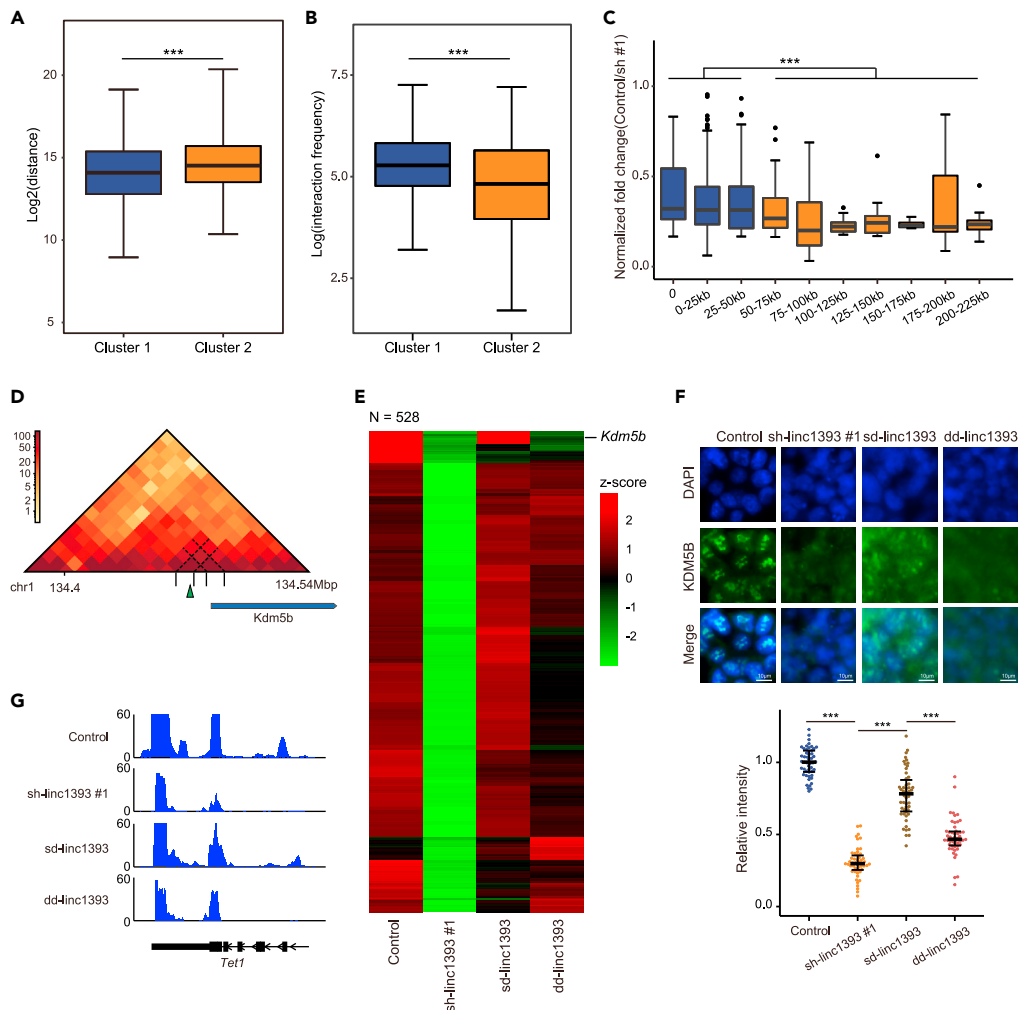 A
***
20
15
10
5
Log2(distance)
Cluster 1
Cluster 2
B
***
7.5
5.0
2.5
Log(interaction frequency)
Cluster 1
Cluster 2
C
***
1.0
0.5
0.0
Normalized fold change(Control/sh #1)
0
0-25kb
25-50kb
50-75kb
75-100kb
100-125kb
125-150kb
150-175kb
175-200kb
200-225kb
D
100
50
20
10
5
2
1
chr1
134.4
134.54Mbp
Kdm5b
E
N = 528
Kdm5b
z-score
2
1
0
-1
-2
Control
sh-linc1393 #1
sd-linc1393
dd-linc1393
F
Control
sh-linc1393 #1
sd-linc1393
dd-linc1393
DAPI
KDM5B
Merge
10μm
10μm
10μm
10μm
***
***
***
1.0
0.5
0.0
Relative intensity
Control
sh-linc1393 #1
sd-linc1393
dd-linc1393
G
60
Control
0
60
sh-linc1393 #1
0
60
sd-linc1393
0
60
dd-linc1393
0
Tet1